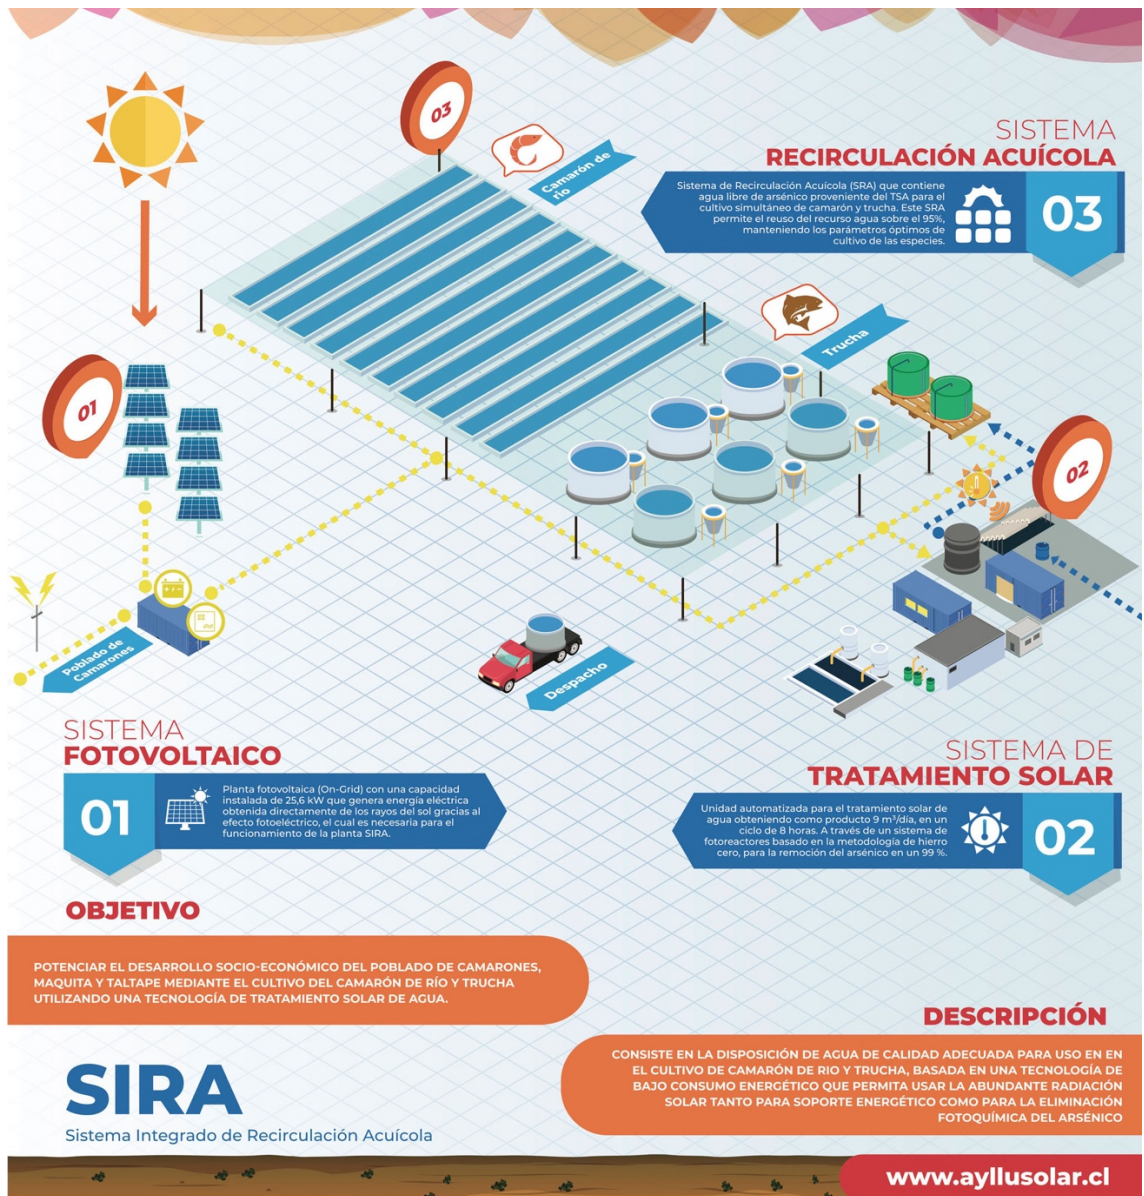 03
Camarón de
rio
SISTEMA
RECIRCULACIÓN ACUÍCOLA
Sistema de Recirculación Acuícola (SRA) que contiene
agua libre de arsénico proveniente del TSA para el
cultivo simultáneo de camarón y trucha. Este SRA
permite el reuso del recurso agua sobre el 95%,
manteniendo los parámetros óptimos de
cultivo de las especies.
03
Trucha
01
02
Poblado de
Camarones
Despacho
SISTEMA
FOTOVOLTAICO
01
Planta fotovoltaica (On-Grid) con una capacidad
instalada de 25,6 kW que genera energía eléctrica
obtenida directamente de los rayos del sol gracias al
efecto fotoeléctrico, el cual es necesaria para el
funcionamiento de la planta SIRA.
SISTEMA DE
TRATAMIENTO SOLAR
Unidad automatizada para el tratamiento solar de
agua obteniendo como producto 9 m³/día, en un
ciclo de 8 horas. A través de un sistema de
fotoreactores basado en la metodología de hierro
cero, para la remoción del arsénico en un 99 %.
02
OBJETIVO
POTENCIAR EL DESARROLLO SOCIO-ECONÓMICO DEL POBLADO DE CAMARONES,
MAQUITA Y TALTAPE MEDIANTE EL CULTIVO DEL CAMARÓN DE RÍO Y TRUCHA
UTILIZANDO UNA TECNOLOGÍA DE TRATAMIENTO SOLAR DE AGUA.
DESCRIPCIÓN
CONSISTE EN LA DISPOSICIÓN DE AGUA DE CALIDAD ADECUADA PARA USO EN EN
EL CULTIVO DE CAMARÓN DE RIO Y TRUCHA, BASADA EN UNA TECNOLOGÍA DE
BAJO CONSUMO ENERGÉTICO QUE PERMITA USAR LA ABUNDANTE RADIACIÓN
SOLAR TANTO PARA SOPORTE ENERGÉTICO COMO PARA LA ELIMINACIÓN
FOTOQUÍMICA DEL ARSÉNICO
SIRA
Sistema Integrado de Recirculación Acuícola
www.ayllusolar.cl